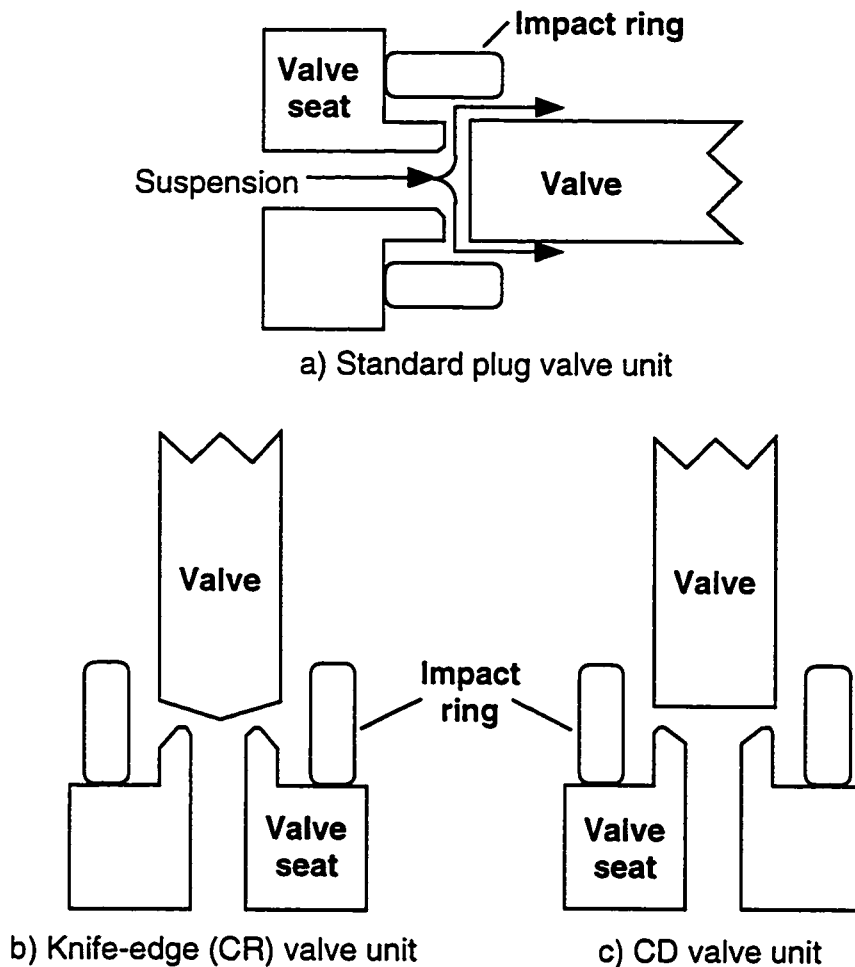 Impact ring
Valve
seat
Suspension
Valve
a) Standard plug valve unit
Valve
Valve
Impact
ring
Valve
seat
Valve
seat
b) Knife-edge (CR) valve unit
c) CD valve unit